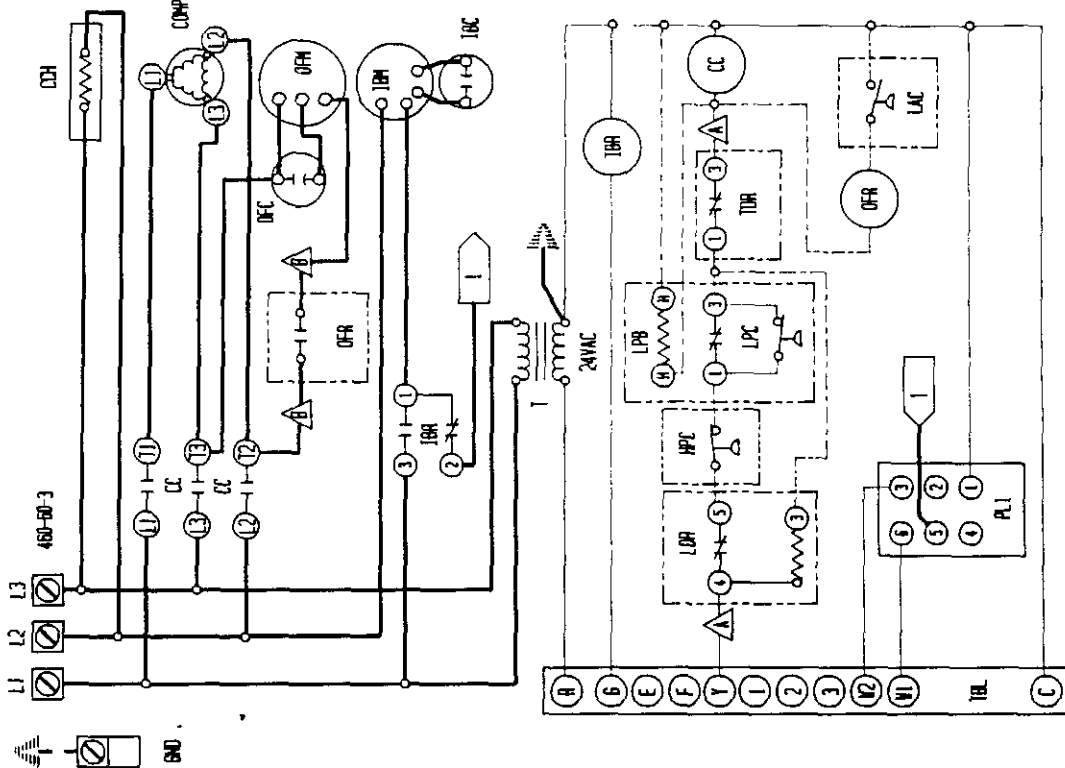 GND
L1
L2
L3
460-60-3
CCH
COMP
L1
L2
L3
L1
T1
CC
L3
T3
CC
L2
T2
OFC
OFM
B
OFR
B
IBM
IBC
3
1
IBR
2
1
T
24VAC
R
G
E
F
Y
1
2
3
W2
W1
TBL
C
IBR
A
LOR
4
5
3
HPC
LPB
H
H
LPC
1
3
TDR
1
3
A
CC
OFR
LAC
1
PL1
6
3
5
2
4
1